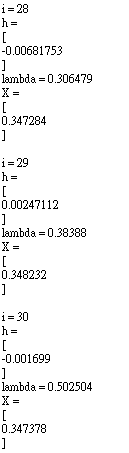 i = 28
h =
[
-0.00681753
]
lambda = 0.306479
X =
[
0.347284
]
i = 29
h =
[
0.00247112
]
lambda = 0.38388
X =
[
0.348232
]
i = 30
h =
[
-0.001699
]
lambda = 0.502504
X =
[
0.347378
]